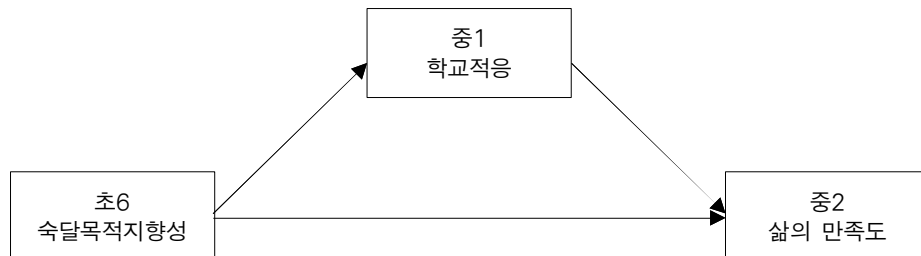 중1
학교적응
초6
숙달목적지향성
중2
삶의 만족도